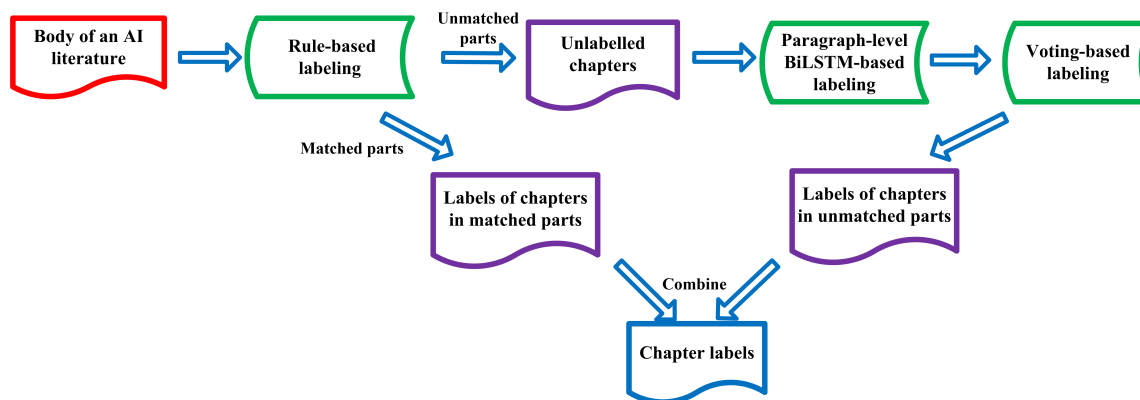 Body of an AI
literature
Rule-based
labeling
Unmatched
parts
Unlabelled
chapters
Paragraph-level
BiLSTM-based
labeling
Voting-based
labeling
Matched parts
Labels of chapters
in matched parts
Labels of chapters
in unmatched parts
Combine
Chapter labels